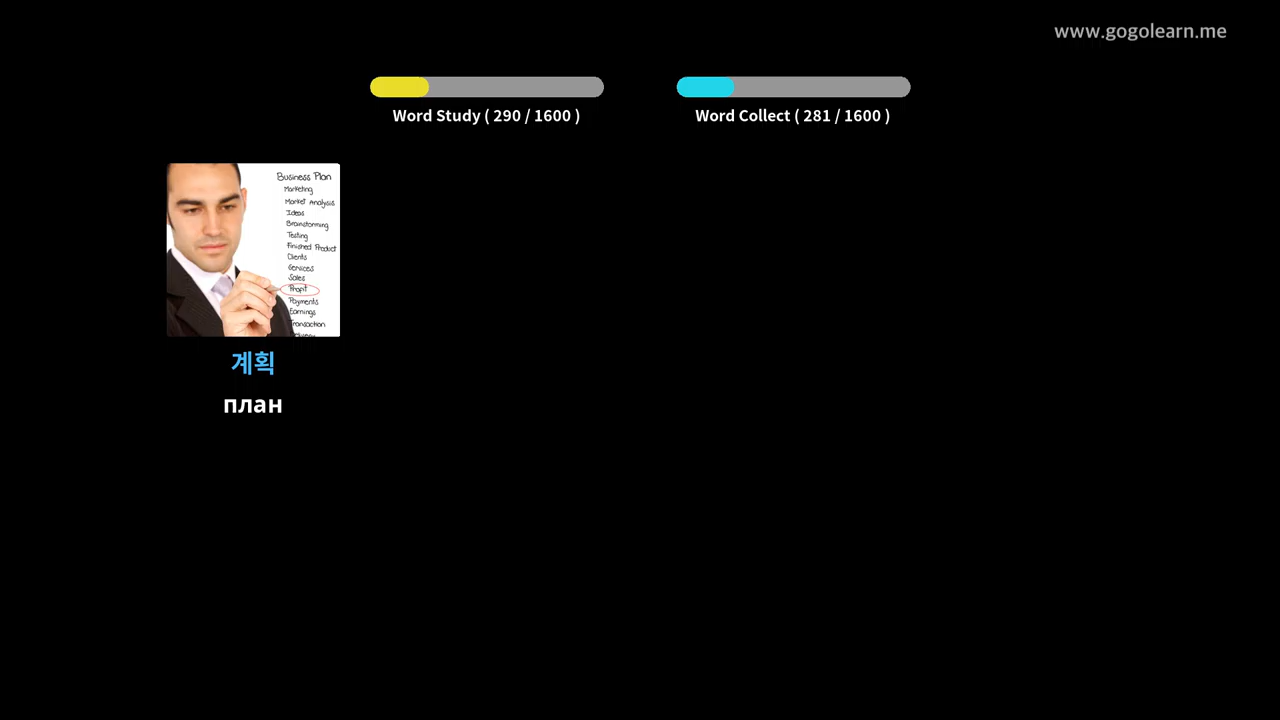 www.gogolearn.me
Word Study ( 290 / 1600 )
Word Collect ( 281 / 1600 )
Business Plan
Marketing
Market Analysis
Ideas
Brainstorming
Testing
Finished Product
Clients
Services
Sales
Profit
Payments
Earnings
Transaction
계획
план